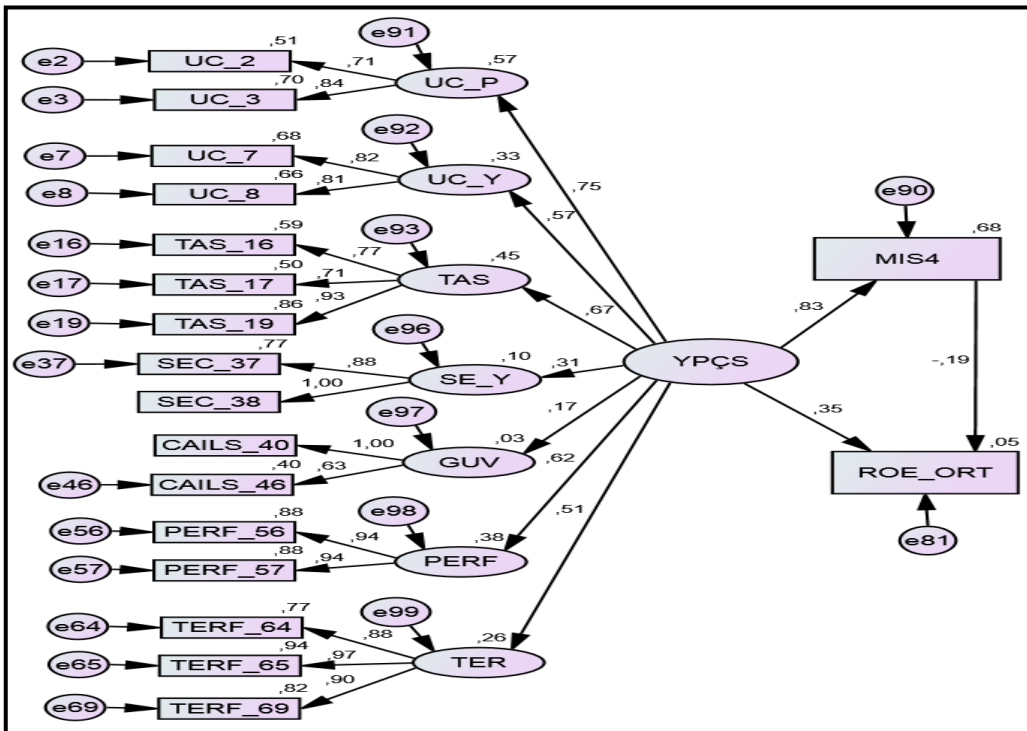 e91
,51
,57
e2
UC_2
,71
UC_P
,70
,84
e3
UC_3
e92
,68
,33
e7
UC_7
,82
UC_Y
,66
,81
e8
UC_8
,75
,57
e90
,59
e93
e16
TAS_16
,77
,45
,68
MIS4
,50
,71
TAS
e17
TAS_17
,86
,93
,67
,83
e19
TAS_19
e96
,77
e37
SEC_37
,88
,10
,31
YPÇS
-,19
SE_Y
SEC_38
1,00
e97
,17
,35
CAILS_40
1,00
,03
,05
,40
,63
GUV
,62
ROE_ORT
e46
CAILS_46
,88
e98
,51
e56
PERF_56
,94
,38
e81
,88
,94
PERF
e57
PERF_57
e99
,77
e64
TERF_64
,88
,26
,94
,97
TER
e65
TERF_65
,82
,90
e69
TERF_69